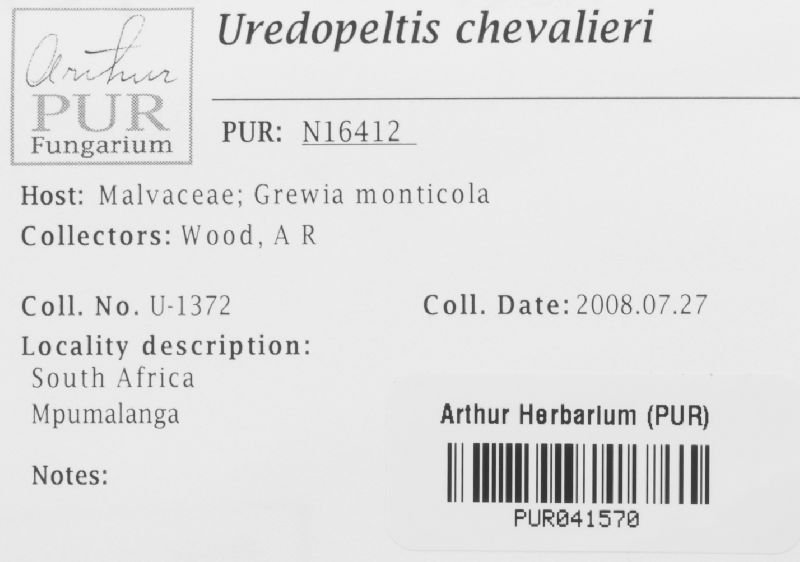 Uredopeltis chevalieri
Arthur
PUR
Fungarium
PUR: N16412
Host: Malvaceae; Grewia monticola
Collectors: Wood, A R
Coll. No. U-1372
Coll. Date: 2008.07.27
Locality description:
South Africa
Mpumalanga
Notes:
Arthur Herbarium (PUR)
PUR041570